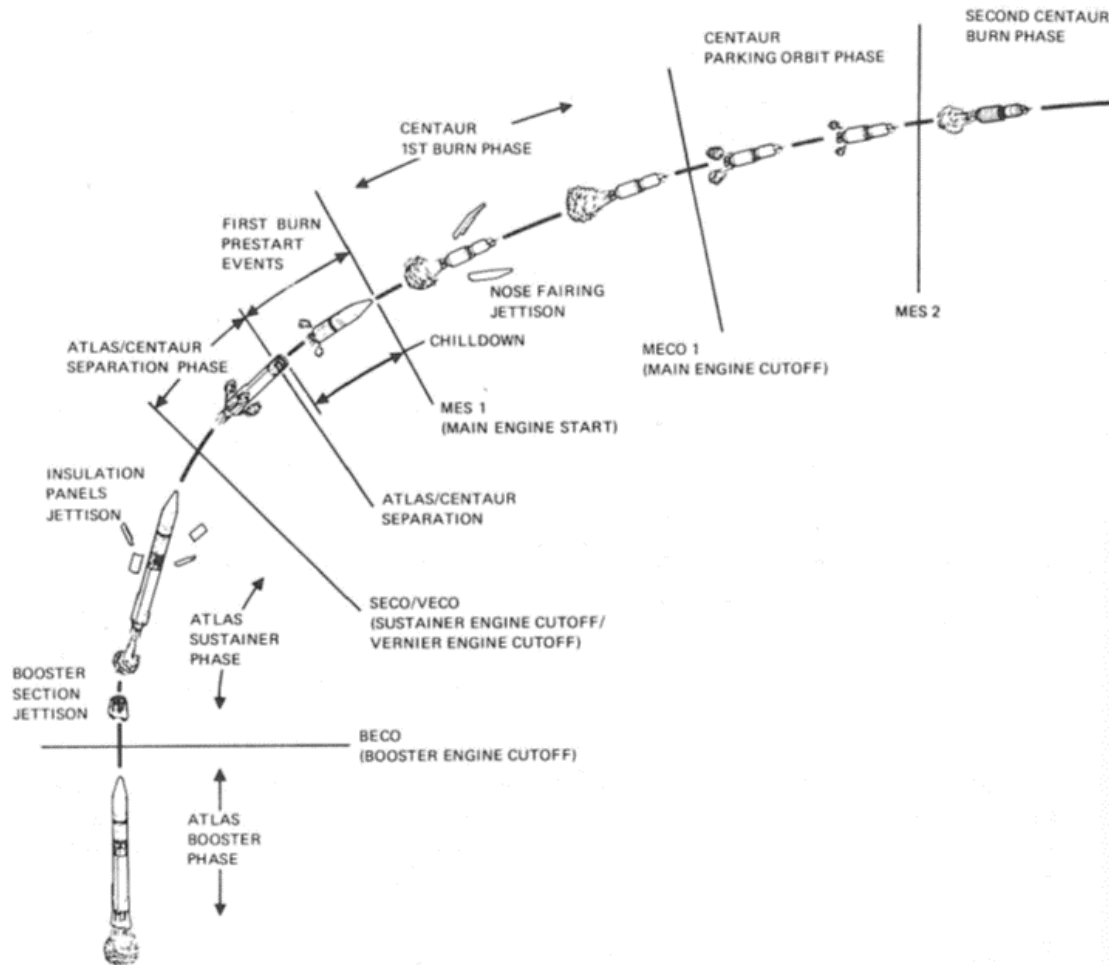 SECOND CENTAUR
BURN PHASE
CENTAUR
PARKING ORBIT PHASE
CENTAUR
1ST BURN PHASE
FIRST BURN
PRESTART
EVENTS
NOSE FAIRING
JETTISON
MES 2
ATLAS/CENTAUR
SEPARATION PHASE
CHILLDOWN
MECO 1
(MAIN ENGINE CUTOFF)
MES 1
(MAIN ENGINE START)
INSULATION
PANELS
JETTISON
ATLAS/CENTAUR
SEPARATION
SECO/VECO
(SUSTAINER ENGINE CUTOFF/
VERNIER ENGINE CUTOFF)
ATLAS
SUSTAINER
PHASE
BOOSTER
SECTION
JETTISON
BECO
(BOOSTER ENGINE CUTOFF)
ATLAS
BOOSTER
PHASE